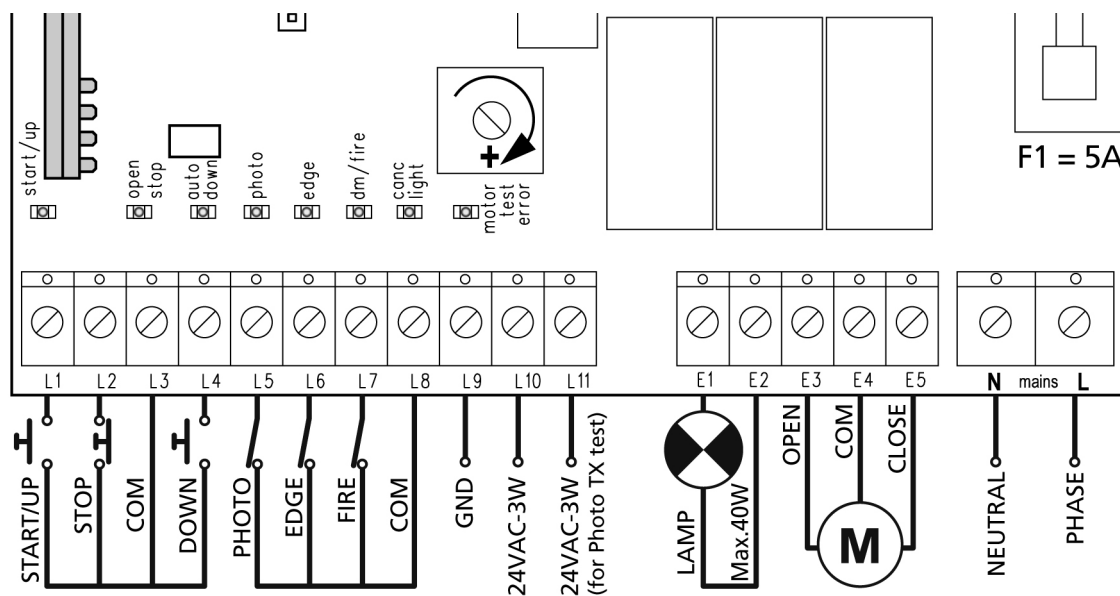 start/up
open
stop
auto
down
photo
edge
dm/fire
canc
light
motor
test
error
+
F1 = 5A
L1 L2 L3 L4 L5 L6 L7 L8 L9 L10 L11
E1 E2 E3 E4 E5
N mains L
START/UP
STOP
COM
DOWN
PHOTO
EDGE
FIRE
COM
GND
24VAC-3W
24VAC-3W
(for Photo TX test)
LAMP
Max.40W
OPEN
COM
CLOSE
M
NEUTRAL
PHASE